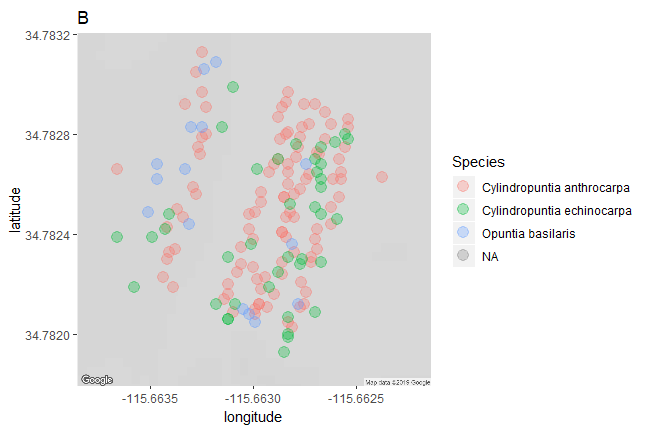 B
34.7832
34.7828
34.7824
34.7820
latitude
-115.6635
-115.6630
-115.6625
longitude
Google
Map data ©2019 Google
Species
Cylindropuntia anthrocarpa
Cylindropuntia echinocarpa
Opuntia basilaris
NA